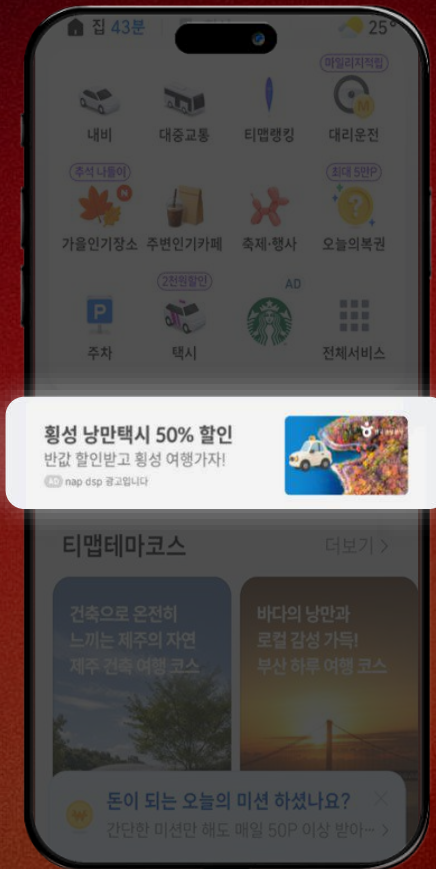 집 43분
25°
마일리지적립
내비
대중교통
티맵랭킹
대리운전
추석 나들이
최대 5만P
N
가을인기장소
주변인기카페
축제·행사
오늘의복권
2천원할인
AD
P
주차
택시
전체서비스
횡성 낭만택시 50% 할인
반값 할인받고 횡성 여행가자!
AD nap dsp 광고입니다
티맵테마코스
더보기 >
건축으로 온전히
느끼는 제주의 자연
제주 건축 여행 코스
바다의 낭만과
로컬 감성 가득!
부산 하루 여행 코스
돈이 되는 오늘의 미션 하셨나요?
간단한 미션만 해도 매일 50P 이상 받아… >